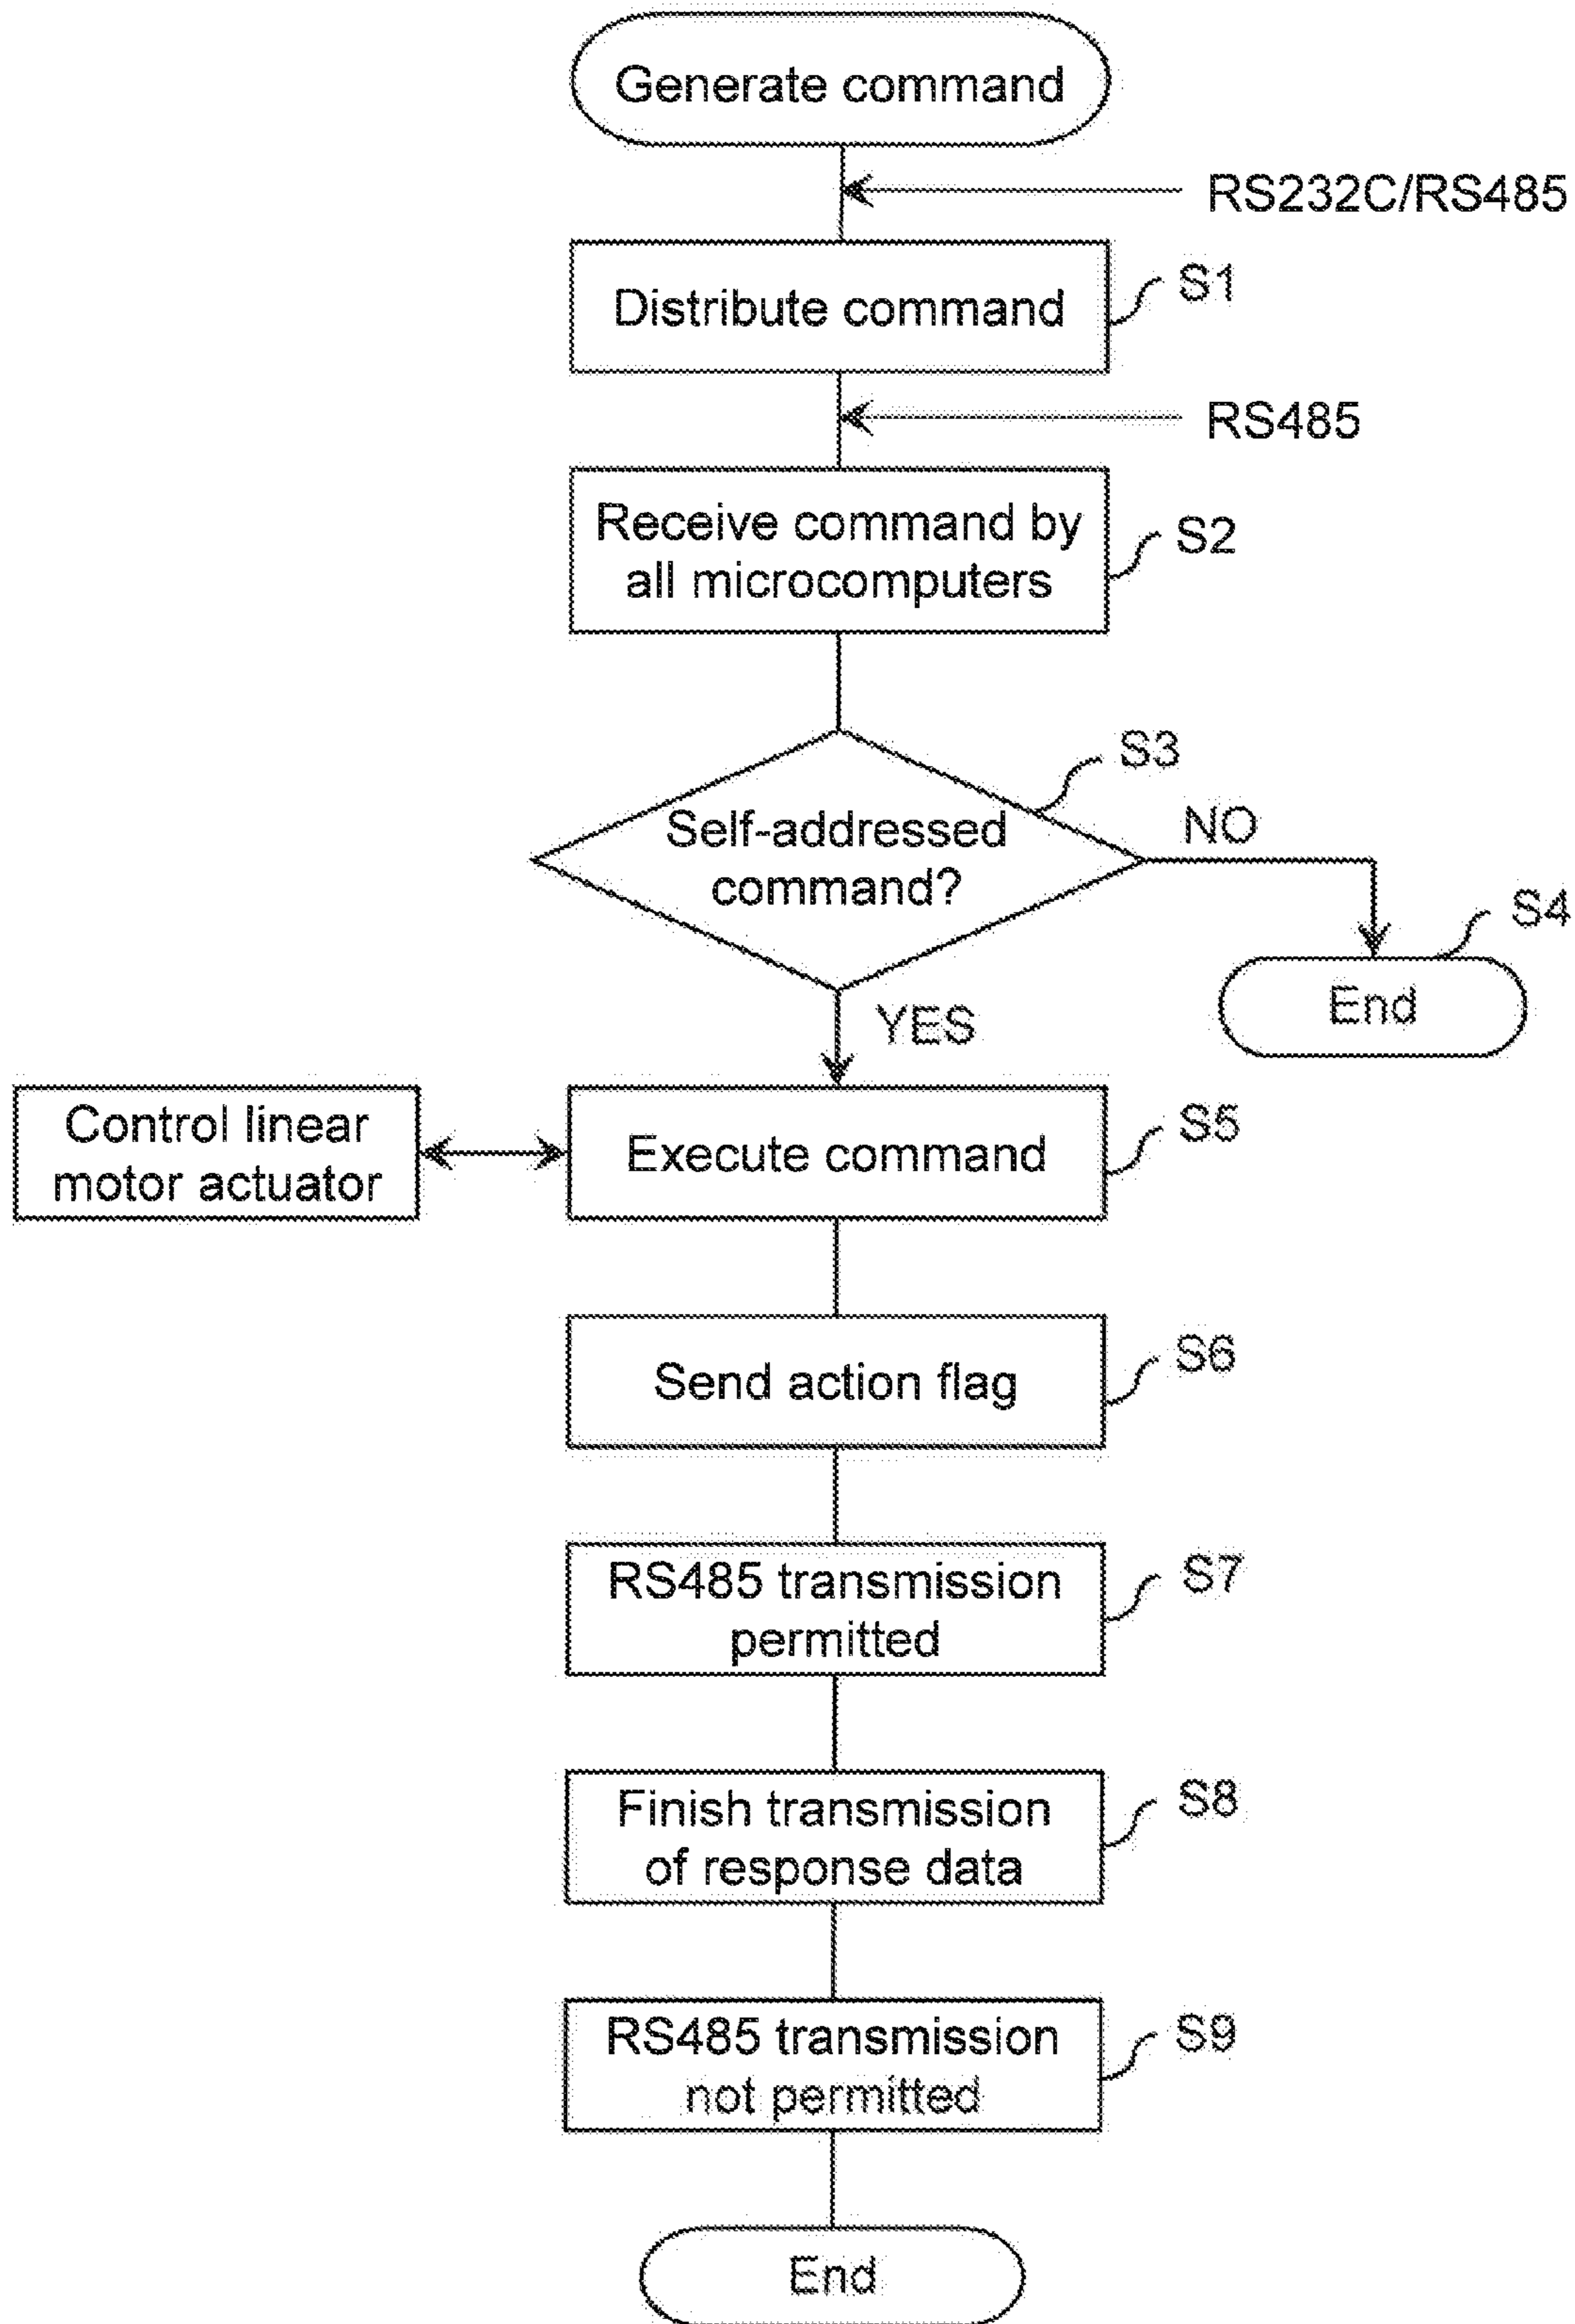 Generate command
RS232C/RS485
Distribute command
S1
RS485
Receive command by
all microcomputers
S2
S3
Self-addressed
command?
NO
S4
End
YES
Control linear
motor actuator
Execute command
S5
Send action flag
S6
RS485 transmission
permitted
S7
Finish transmission
of response data
S8
RS485 transmission
not permitted
S9
End